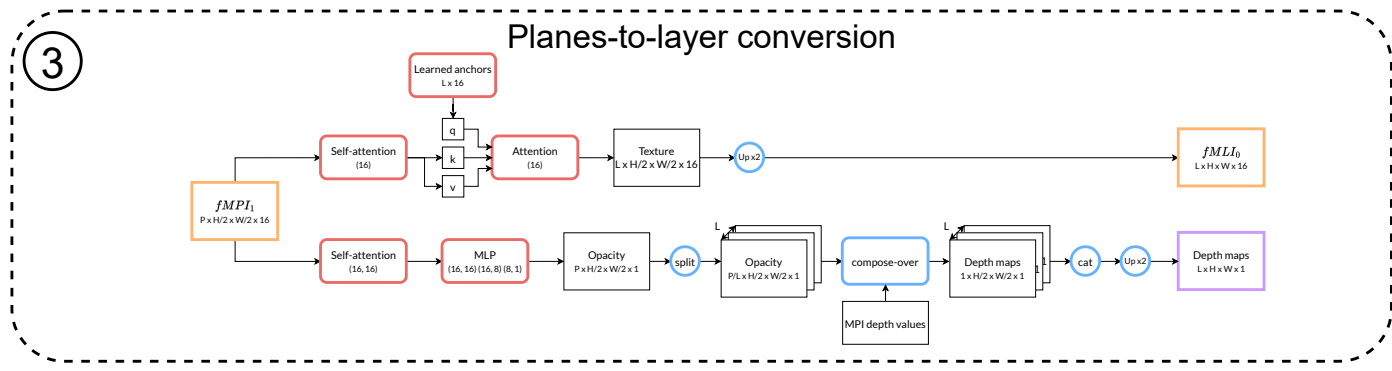 3
Planes-to-layer conversion
Learned anchors
L x 16
q
k
v
Self-attention
(16)
Attention
(16)
Texture
L x H/2 x W/2 x 16
Up x2
fMLI₀
L x H x W x 16
fMPI₁
P x H/2 x W/2 x 16
Self-attention
(16, 16)
MLP
(16, 16) (16, 8) (8, 1)
Opacity
P x H/2 x W/2 x 1
split
L
Opacity
P/L x H/2 x W/2 x 1
compose-over
MPI depth values
L
Depth maps
1 x H/2 x W/2 x 1
1
1
cat
Up x2
Depth maps
L x H x W x 1